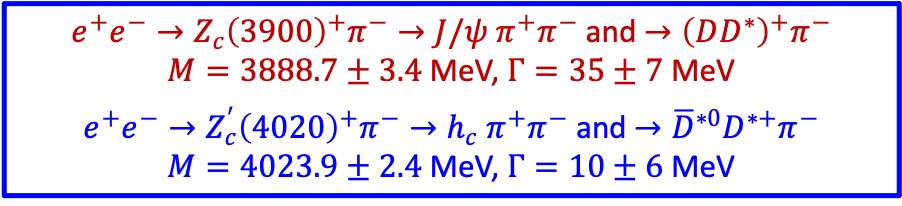 e⁺e⁻ → Z_c(3900)⁺π⁻ → J/ψ π⁺π⁻ and → (DD*)⁺π⁻
M = 3888.7 ± 3.4 MeV, Γ = 35 ± 7 MeV
e⁺e⁻ → Z_c′(4020)⁺π⁻ → h_c π⁺π⁻ and → D̅*⁰D*⁺π⁻
M = 4023.9 ± 2.4 MeV, Γ = 10 ± 6 MeV